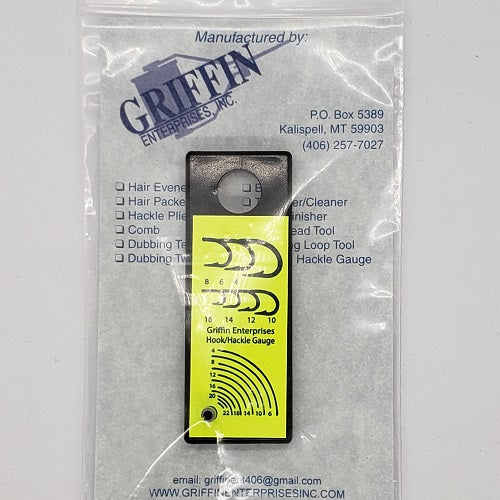 Manufactured by:
GRIFFIN
ENTERPRISES, INC.
P.O. Box 5389
Kalispell, MT 59903
(406) 257-7027
❑ Hair Evene
❑ Hair Packe er/Cleaner
❑ Hackle Plie inisher
❑ Comb ead Tool
❑ Dubbing Te ng Loop Tool
❑ Dubbing T Hackle Gauge
8 6 4
16 14 12 10
Griffin Enterprises
Hook/Hackle Gauge
4
8
12
16
20
22 18 14 10 6
email: griffinent406@gmail.com
WWW.GRIFFINENTERPRISESINC.COM